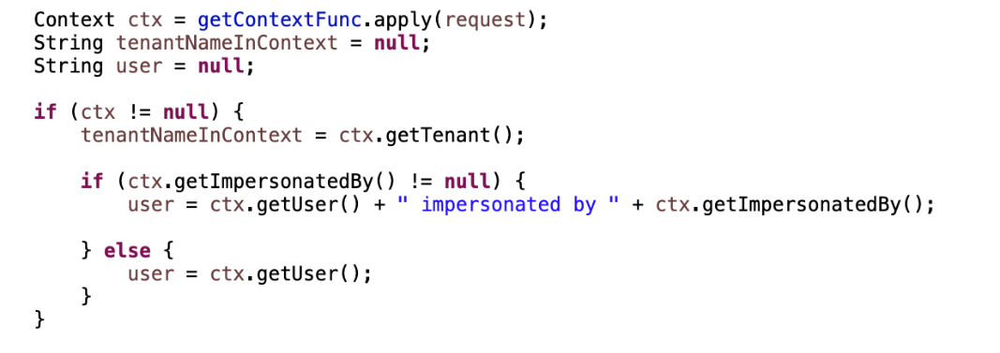 Context ctx = getContextFunc.apply(request);
String tenantNameInContext = null;
String user = null;
if (ctx != null) {
tenantNameInContext = ctx.getTenant();
if (ctx.getImpersonatedBy() != null) {
user = ctx.getUser() + " impersonated by " + ctx.getImpersonatedBy();
} else {
user = ctx.getUser();
}
}